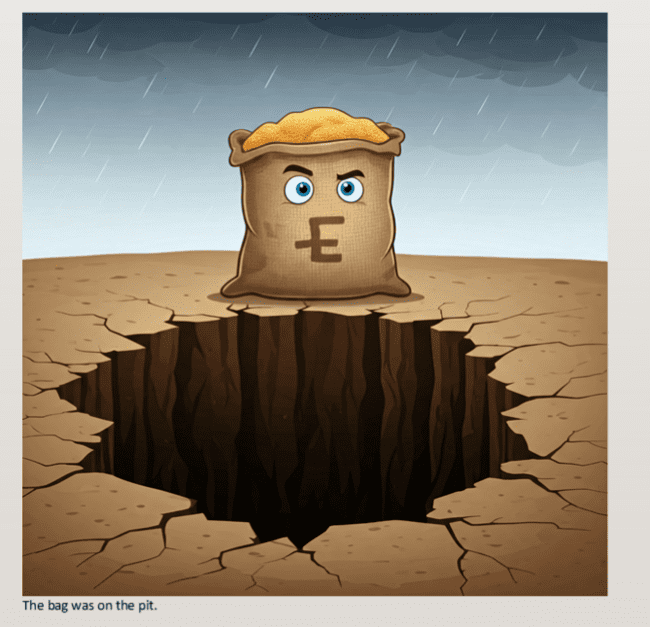 Ɛ
The bag was on the pit.